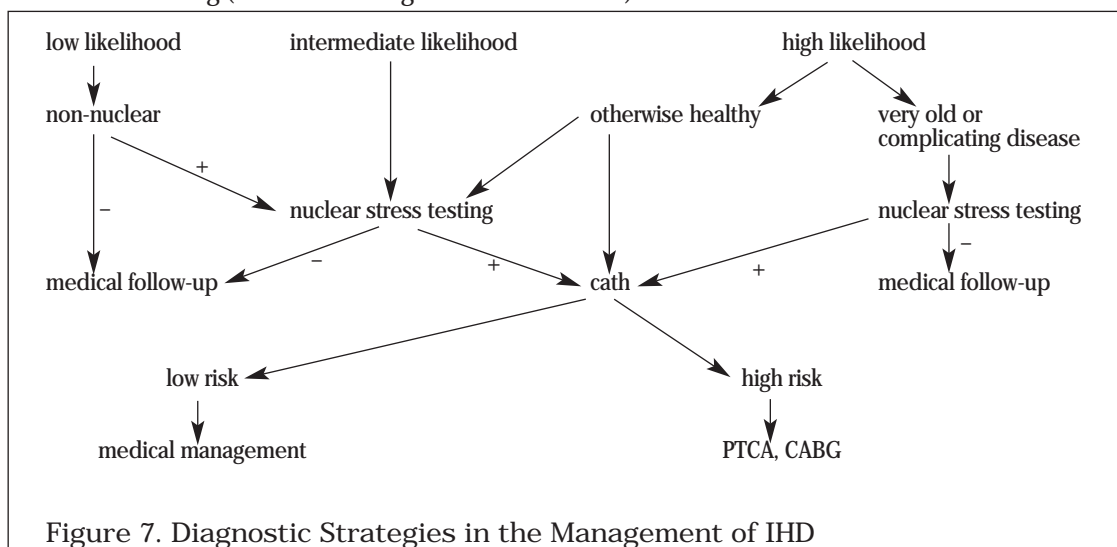 low likelihood intermediate likelihood high likelihood
non-nuclear otherwise healthy very old or
complicating disease
+
– nuclear stress testing nuclear stress testing
– + + –
medical follow-up cath medical follow-up
low risk high risk
medical management PTCA, CABG
Figure 7. Diagnostic Strategies in the Management of IHD